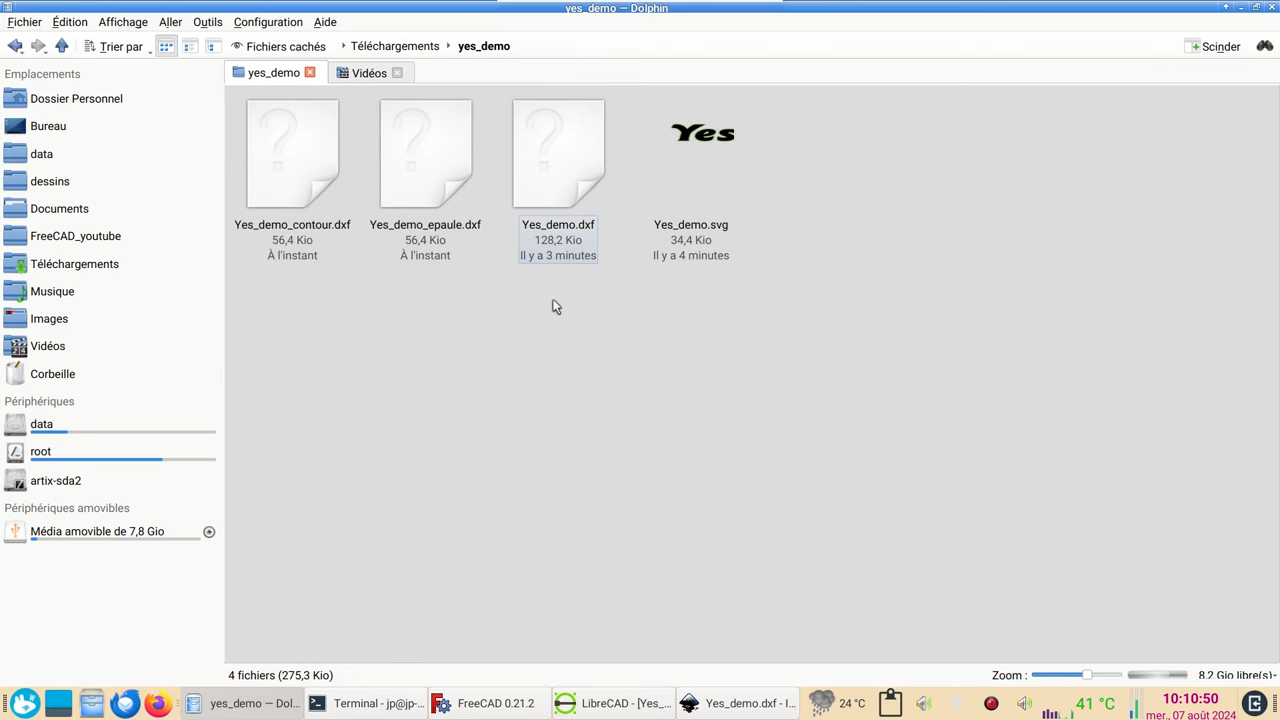 yes_demo — Dolphin
Fichier Édition Affichage Aller Outils Configuration Aide
Trier par Fichiers cachés Téléchargements yes_demo Scinder
Emplacements
yes_demo Vidéos
Dossier Personnel
Bureau
data
dessins
Documents
FreeCAD_youtube
Téléchargements
Musique
Images
Vidéos
Corbeille
Périphériques
data
root
artix-sda2
Périphériques amovibles
Média amovible de 7,8 Gio
Yes
Yes_demo_contour.dxf Yes_demo_epaule.dxf Yes_demo.dxf Yes_demo.svg
56,4 Kio 56,4 Kio 128,2 Kio 34,4 Kio
À l'instant À l'instant Il y a 3 minutes Il y a 4 minutes
4 fichiers (275,3 Kio) Zoom : 8,2 Gio libre(s)
yes_demo — Dol... Terminal - jp@jp-... FreeCAD 0.21.2 LibreCAD - [Yes_... Yes_demo.dxf - I... 24 °C 41 °C 10:10:50
mer., 07 août 2024